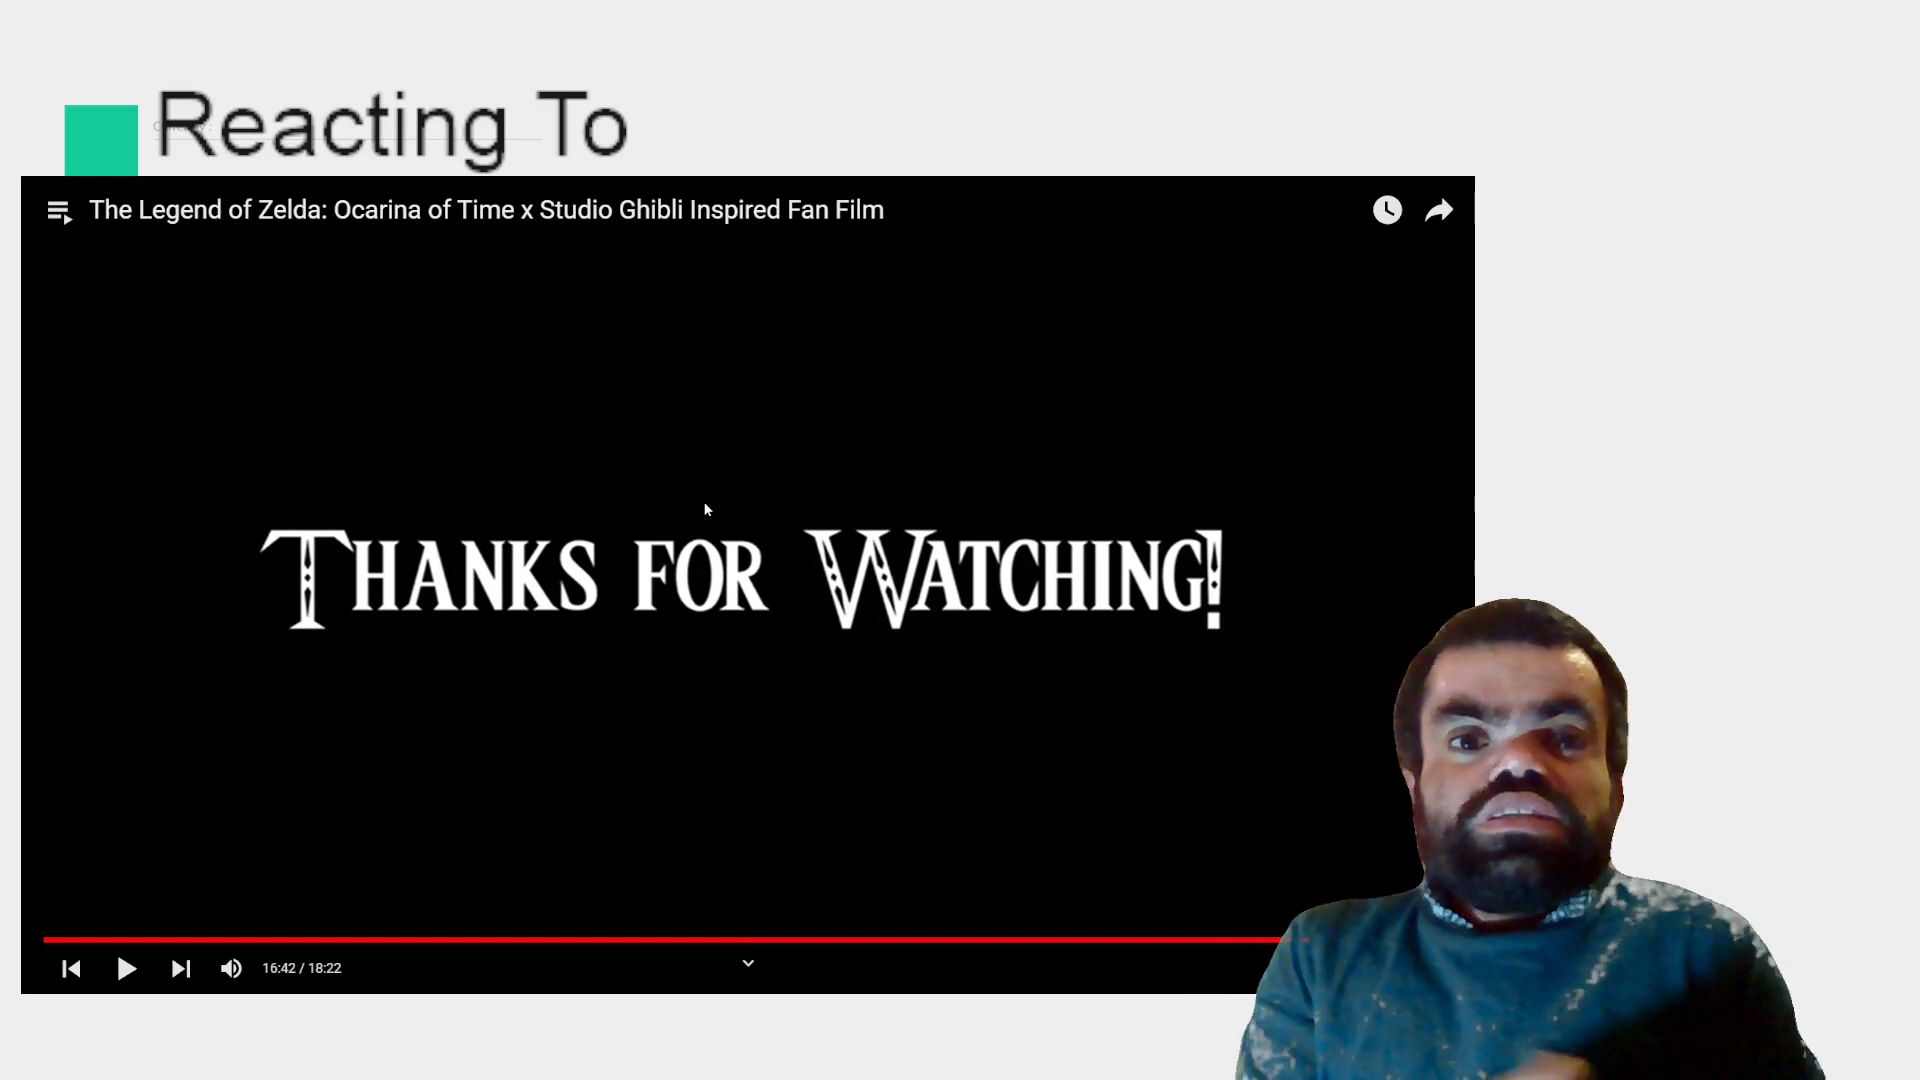 Reacting To
The Legend of Zelda: Ocarina of Time x Studio Ghibli Inspired Fan Film
THANKS FOR WATCHING!
16:42 / 18:22